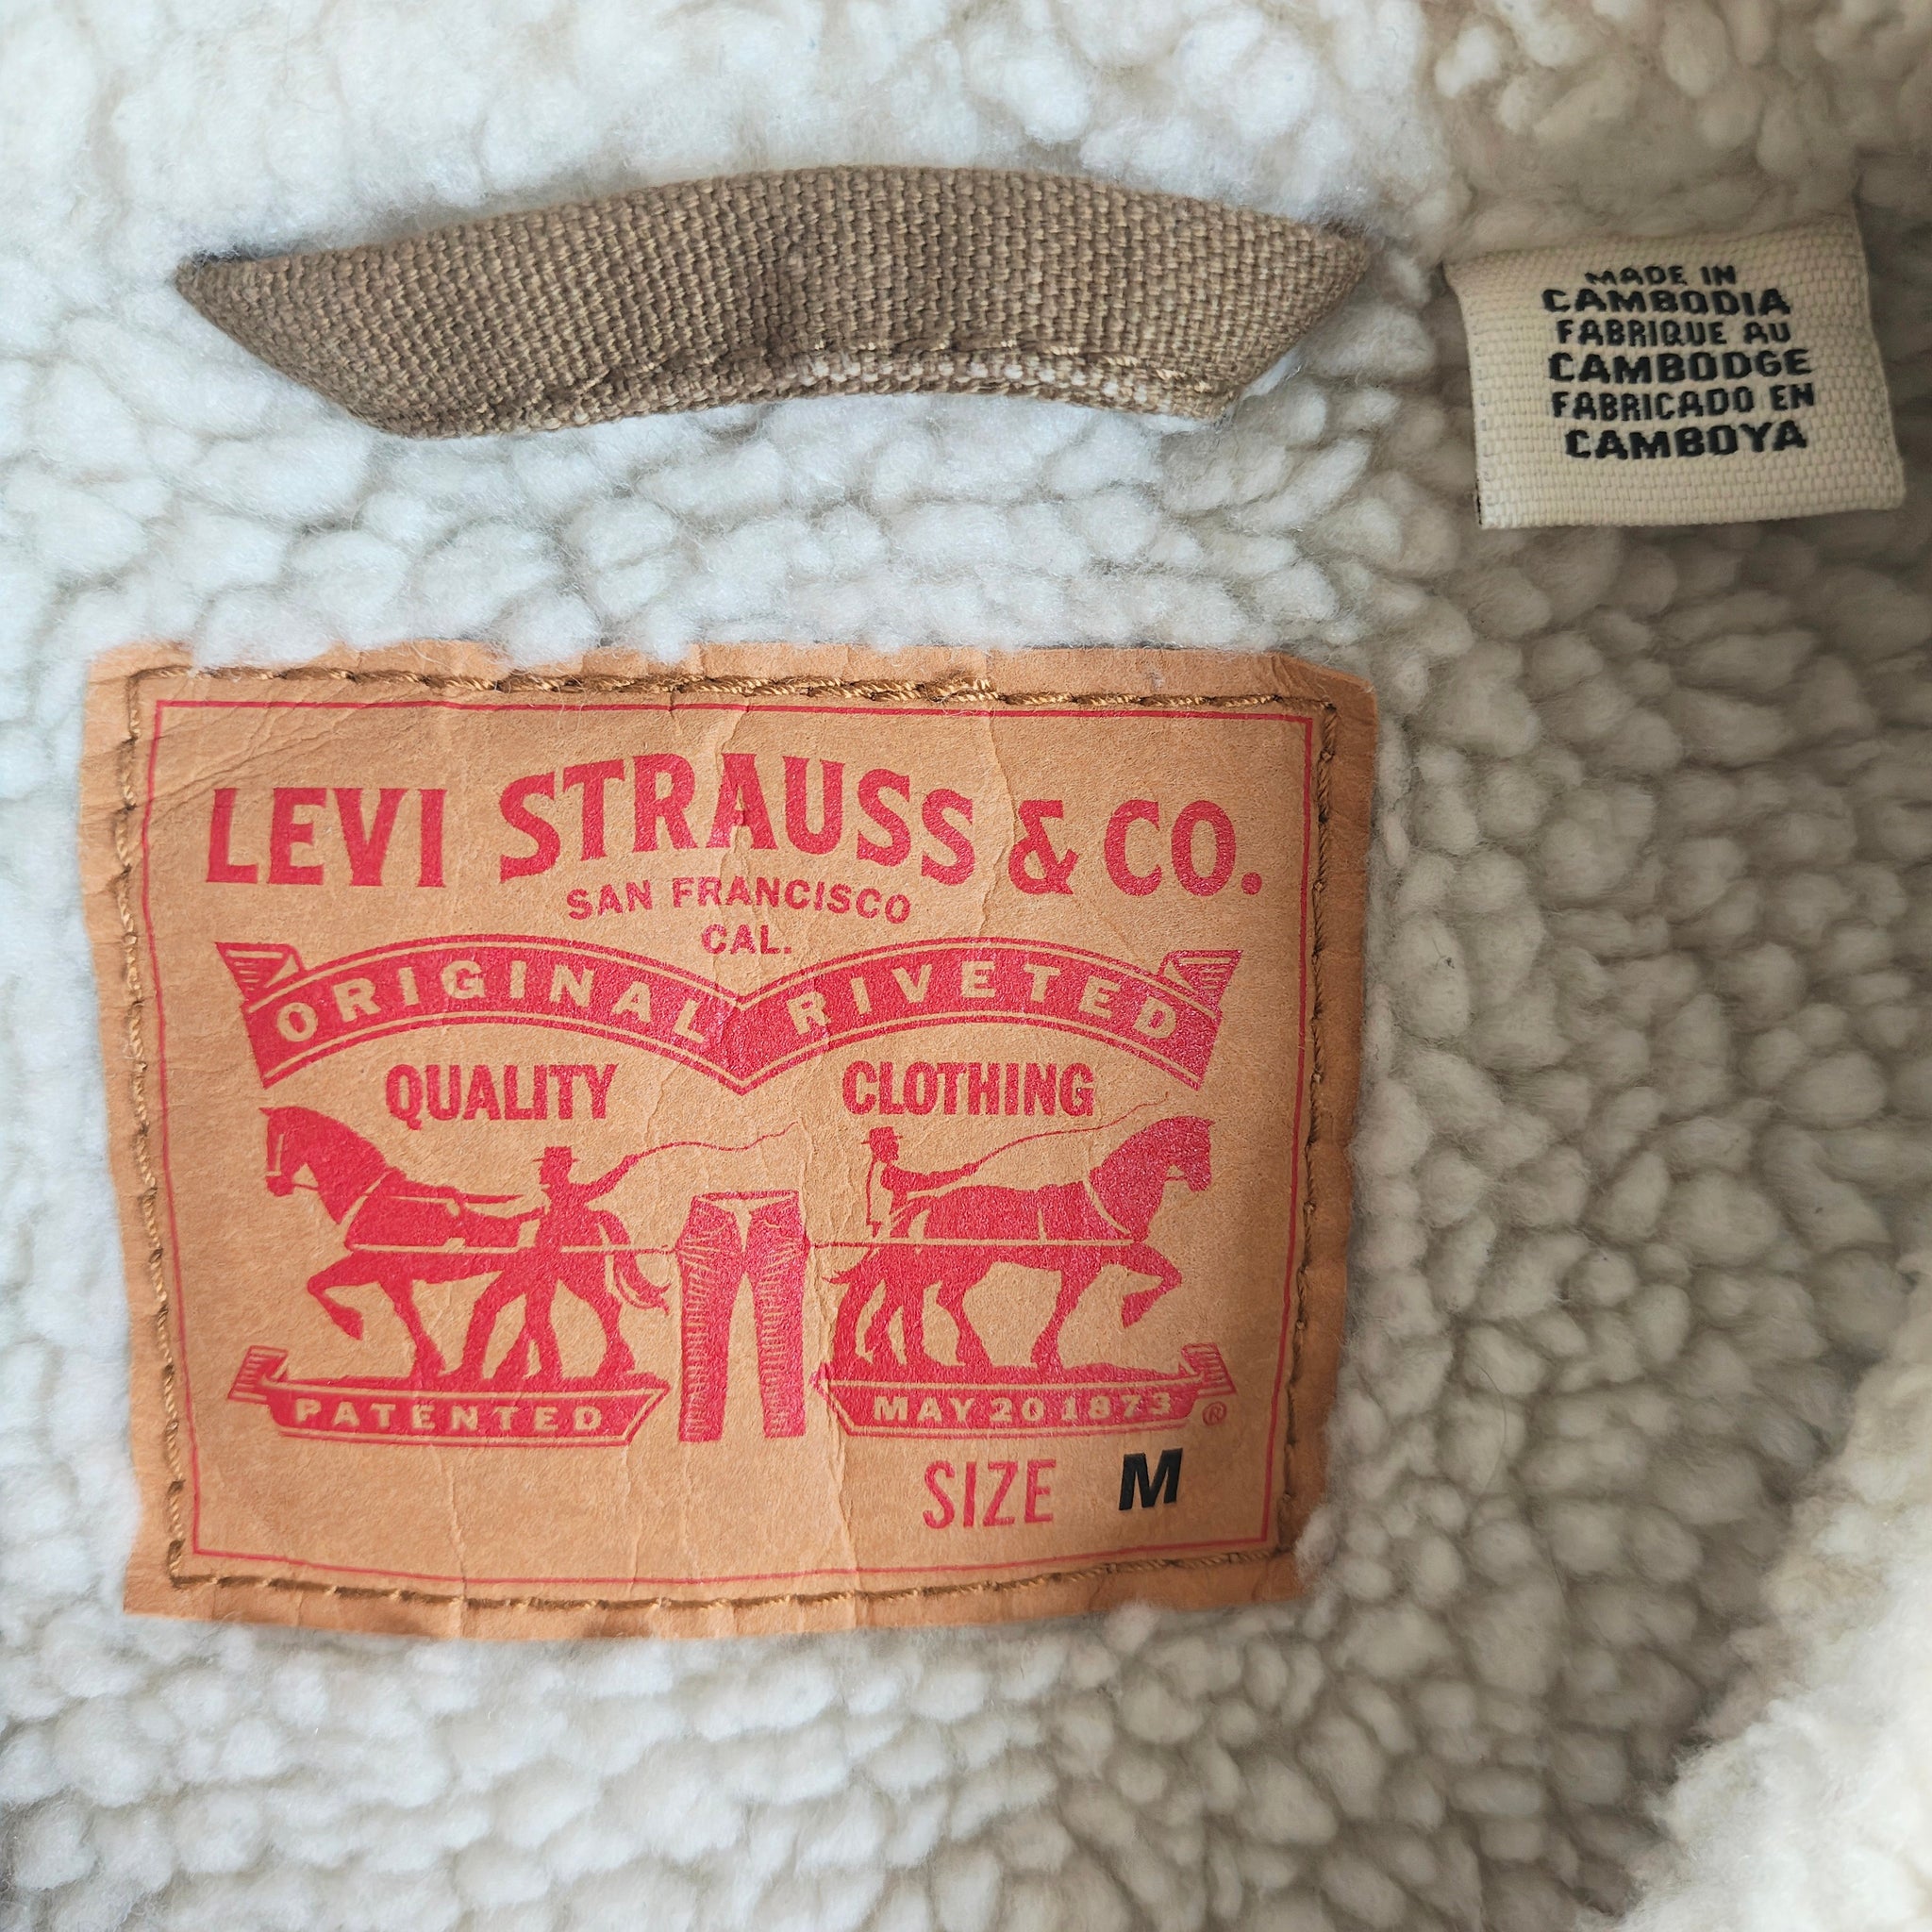 MADE IN
CAMBODIA
FABRIQUE AU
CAMBODGE
FABRICADO EN
CAMBOYA
LEVI STRAUSS & CO.
SAN FRANCISCO
CAL.
ORIGINAL RIVETED
QUALITY CLOTHING
PATENTED MAY 20 1873 ®
SIZE M